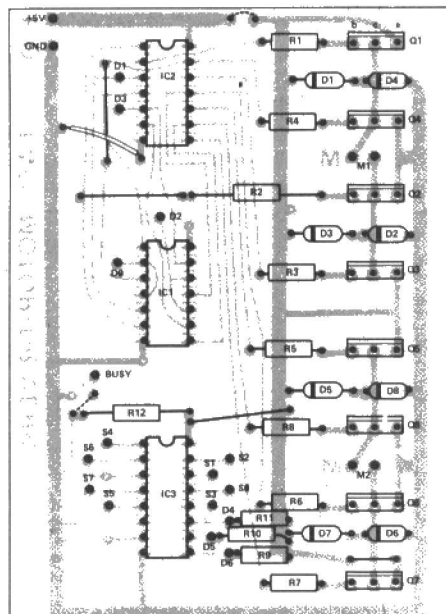 +5V
R1
b c e
Q1
GND
D1
IC2
D1
D4
D3
R4
Q4
M
M1
R2
Q2
D2
D3
D2
D9
IC1
R3
Q3
R5
Q5
BUSY
D5
D8
R12
S4
R8
S6
S2
M
M2
S1
S7
IC3
S8
S5
S3
R6
D4
R11
D5
R10
D7
D6
D6
R9
R7
Q7